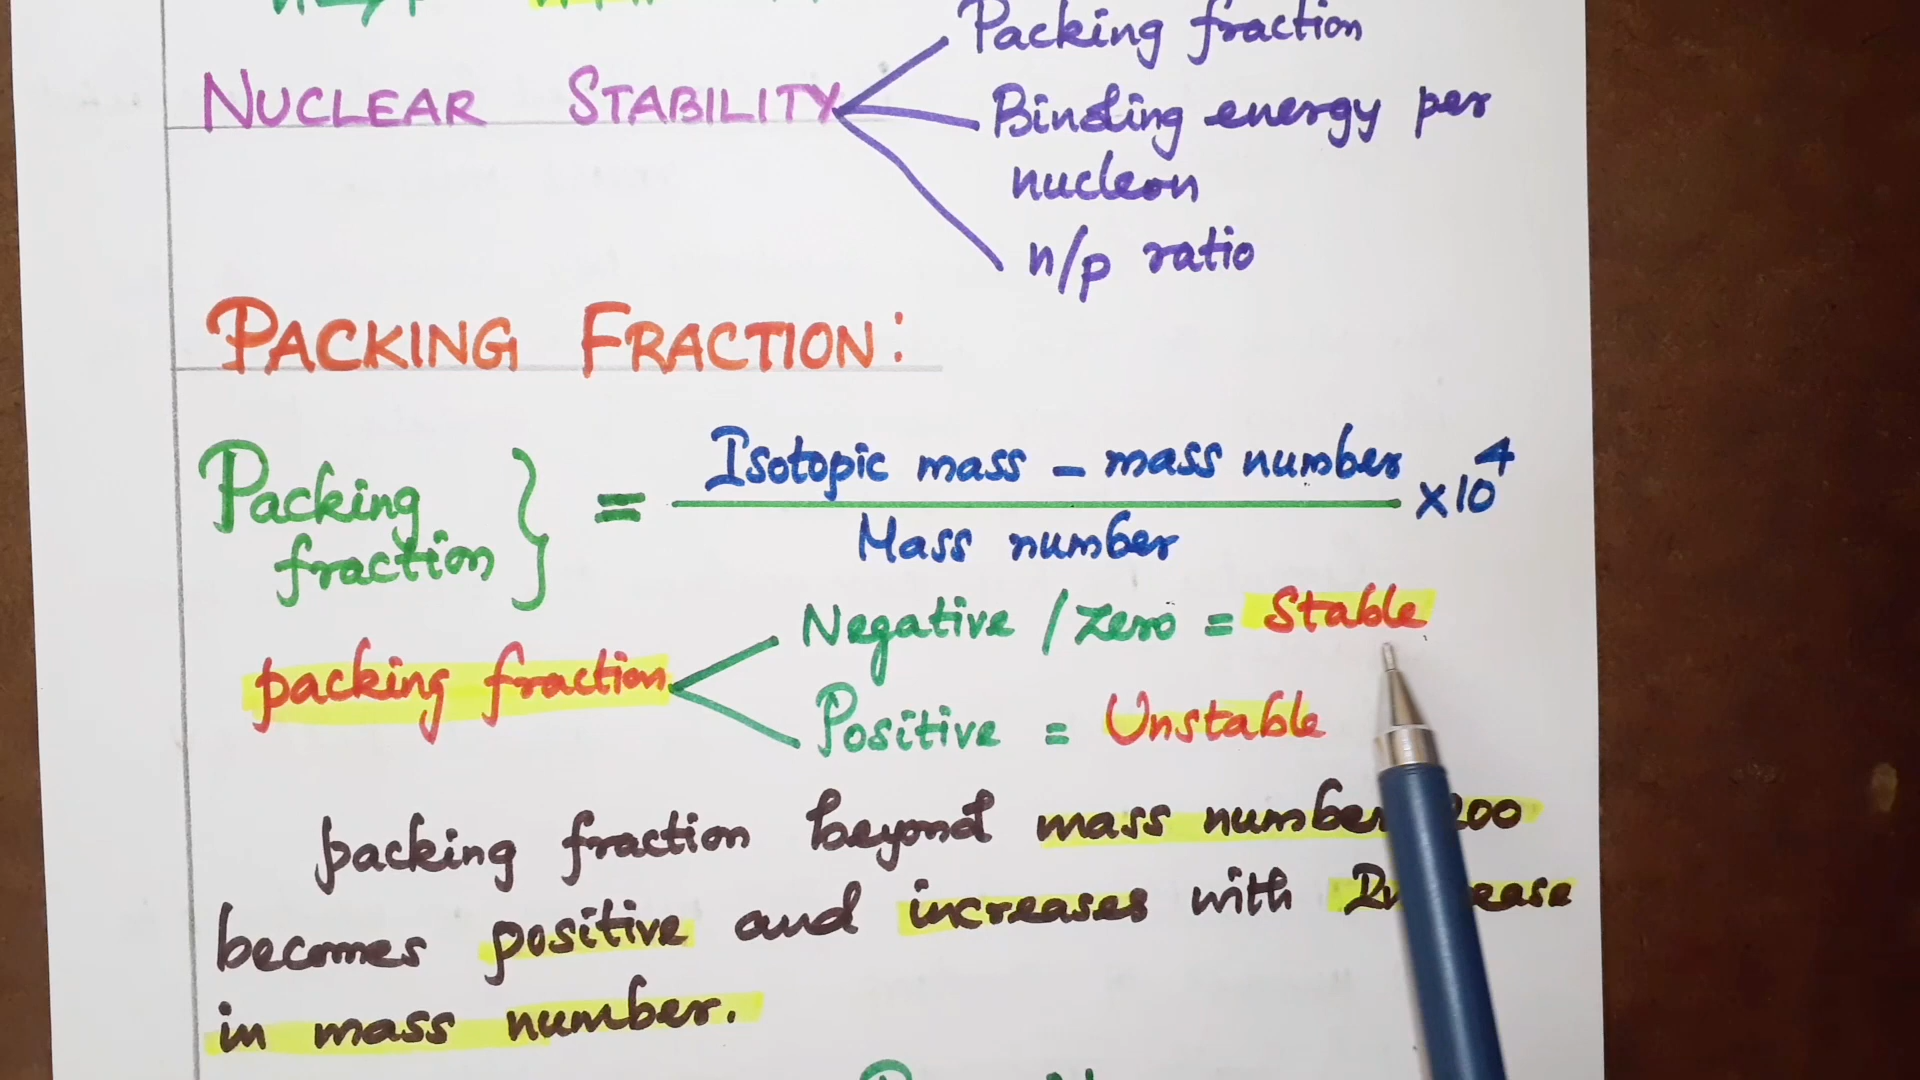 Packing fraction
NUCLEAR STABILITY
Binding energy per
nucleon
n/p ratio
PACKING FRACTION:
Packing fraction } = Isotopic mass - mass number / Mass number ×10⁴
packing fraction
Negative / Zero = Stable
Positive = Unstable
packing fraction beyond mass number 200
becomes positive and increases with Increase
in mass number.